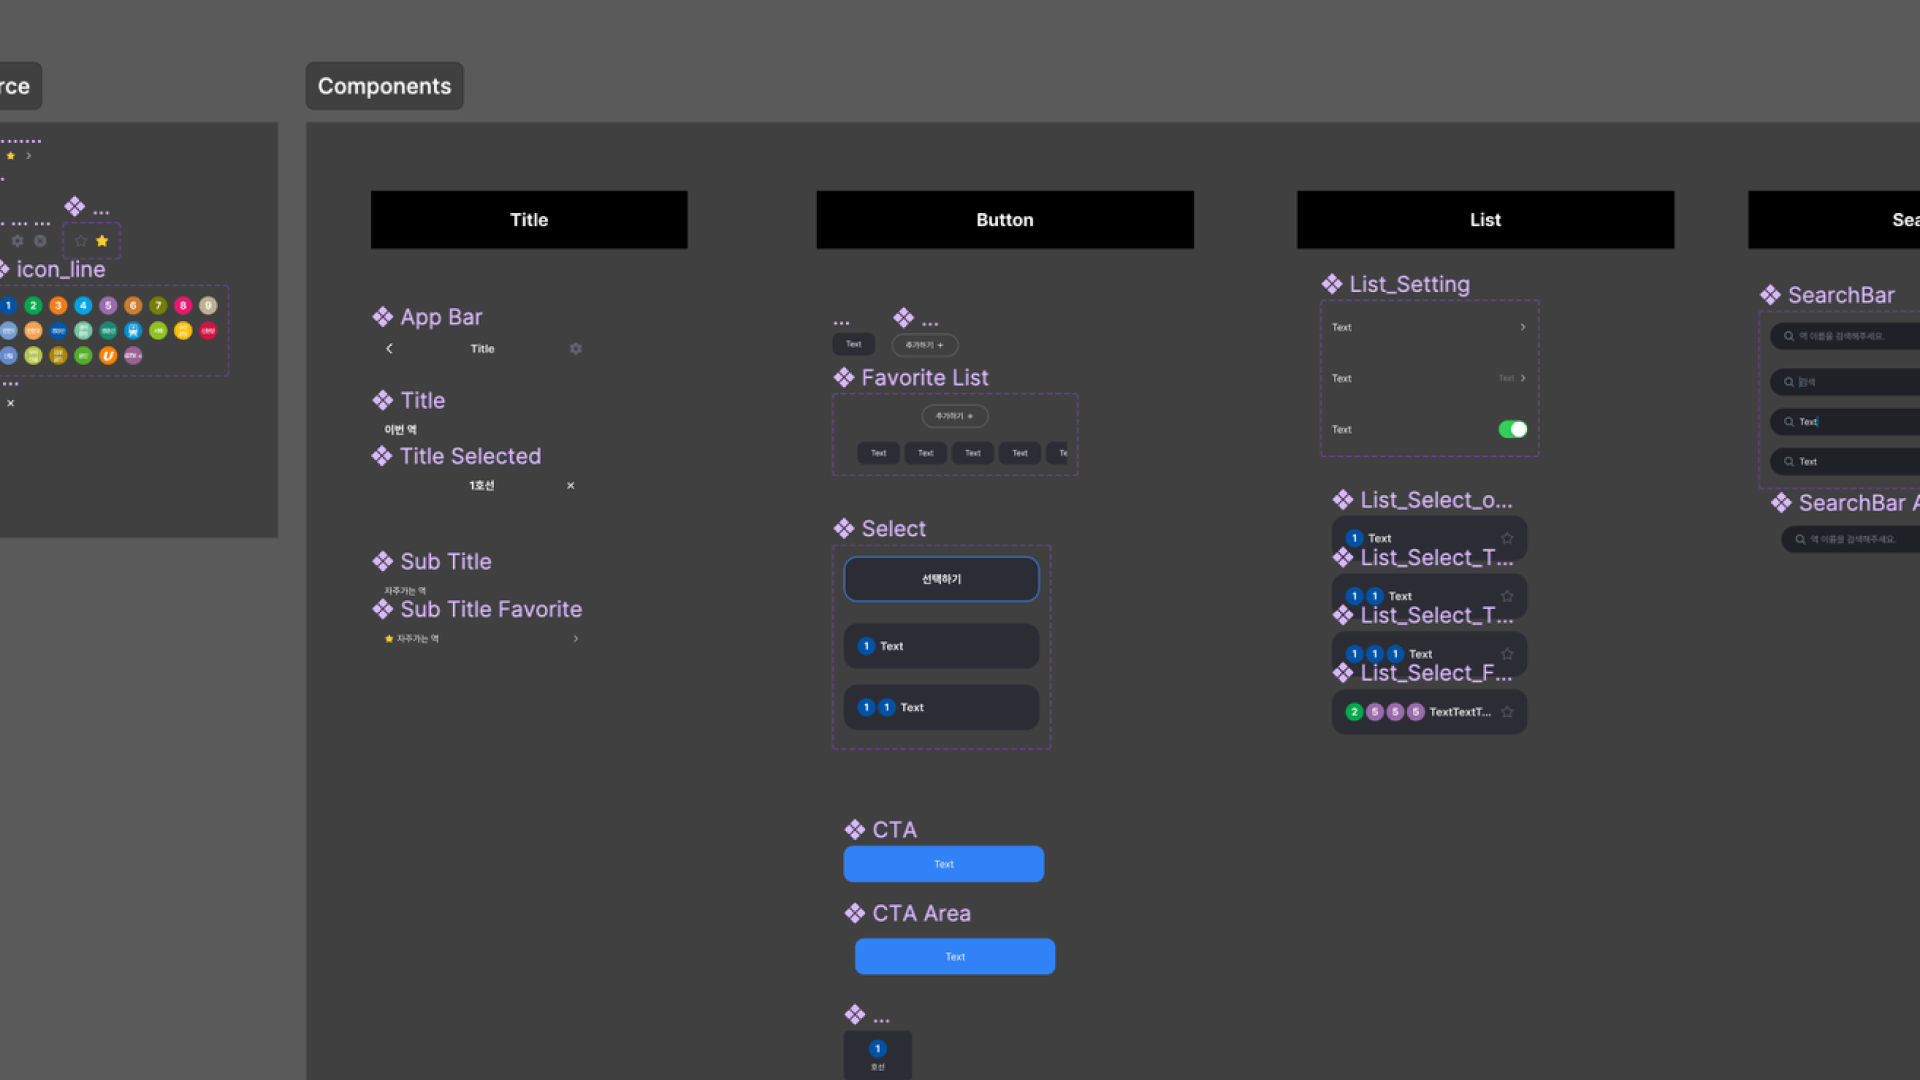 rce
Components
icon_line
1 2 3 4 5 6 7 8 9
Title
App Bar
Title
Title
이번 역
Title Selected
1호선
Sub Title
자주가는 역
Sub Title Favorite
자주가는 역
Button
...
...
Text
추가하기 +
Favorite List
추가하기 +
Text Text Text Text Te
Select
선택하기
1 Text
1 1 Text
CTA
Text
CTA Area
Text
...
1
호선
List
List_Setting
Text
Text Text
Text
List_Select_o...
1 Text
List_Select_T...
1 1 Text
List_Select_T...
1 1 1 Text
List_Select_F...
2 5 5 5 TextTextT...
Sea
SearchBar
역 이름을 검색해주세요.
검색
Text
Text
SearchBar A
역 이름을 검색해주세요.